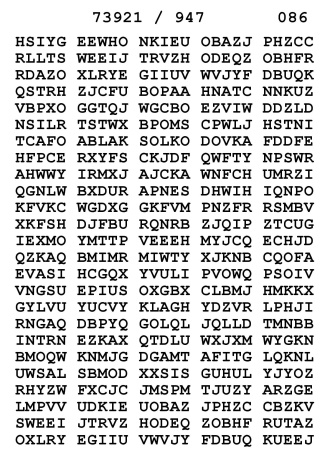 73921 / 947 086
HSIYG EEWHO NKIEU OBAZJ PHZCC
RLLTS WEEIJ TRVZH ODEQZ OBHFR
RDAZO XLRYE GIIUV WVJYF DBUQK
QSTRH ZJCFU BOPAA HNATC NNKUZ
VBPXO GGTQJ WGCBO EZVIW DDZLD
NSILR TSTWX BPOMS CPWLJ HSTNI
TCAFO ABLAK SOLKO DOVKA FDDFE
HFPCE RXYFS CKJDF QWFTY NPSWR
AHWWY IRMXJ AJCKA WNFCH UMRZI
QGNLW BXDUR APNES DHWIH IQNPO
KFVKC WGDXG GKFVM PNZFR RSMBV
XKFSH DJFBU RQNRB ZJQIP ZTCUG
IEXMO YMTTP VEEEH MYJCQ ECHJD
QZKAQ BMIMR MIWTY XJKNB CQOFA
EVASI HCGQX YVULI PVOWQ PSOIV
VNGSU EPIUS OXGBX CLBMJ HMKKX
GYLVU YUCVY KLAGH YDZVR LPHJI
RNGAQ DBPYQ GOLQL JQLLD TMNBB
INTRN EZKAX QTDLU WXJXM WYGKN
BMOQW KNMJG DGAMT AFITG LQKNL
UWSAL SBMOD XXSIS GUHUL YJYOZ
RHYZW FXCJC JMSPM TJUZY ARZGE
LMPVV UDKIE UOBAZ JPHZC CBZKV
SWEEI JTRVZ HODEQ ZOBHF RUTAZ
OXLRY EGIIU VWVJY FDBUQ KUEEJ